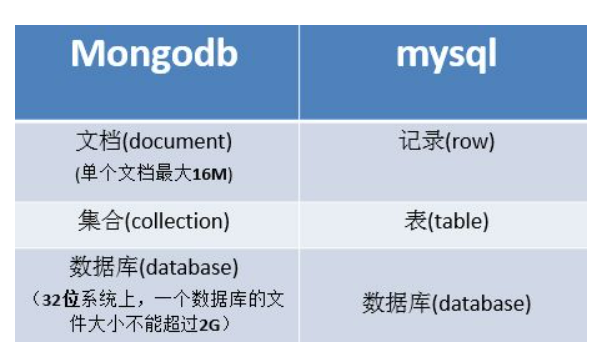 Mongodb
mysql
文档(document)
(单个文档最大16M)
记录(row)
集合(collection)
表(table)
数据库(database)
（32位系统上，一个数据库的文
件大小不能超过2G）
数据库(database)